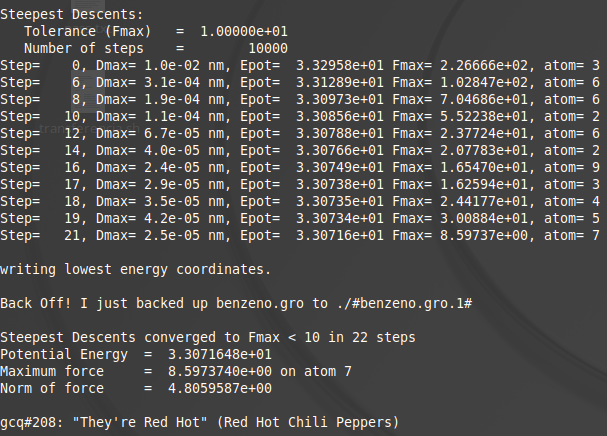 Steepest Descents:
   Tolerance (Fmax)   =  1.00000e+01
   Number of steps    =        10000
Step=    0, Dmax= 1.0e-02 nm, Epot=  3.32958e+01 Fmax= 2.26666e+02, atom= 3
Step=    6, Dmax= 3.1e-04 nm, Epot=  3.31289e+01 Fmax= 1.02847e+02, atom= 6
Step=    8, Dmax= 1.9e-04 nm, Epot=  3.30973e+01 Fmax= 7.04686e+01, atom= 6
Step=   10, Dmax= 1.1e-04 nm, Epot=  3.30856e+01 Fmax= 5.52238e+01, atom= 2
Step=   12, Dmax= 6.7e-05 nm, Epot=  3.30788e+01 Fmax= 2.37724e+01, atom= 6
Step=   14, Dmax= 4.0e-05 nm, Epot=  3.30766e+01 Fmax= 2.07783e+01, atom= 2
Step=   16, Dmax= 2.4e-05 nm, Epot=  3.30749e+01 Fmax= 1.65470e+01, atom= 9
Step=   17, Dmax= 2.9e-05 nm, Epot=  3.30738e+01 Fmax= 1.62594e+01, atom= 3
Step=   18, Dmax= 3.5e-05 nm, Epot=  3.30735e+01 Fmax= 2.44177e+01, atom= 4
Step=   19, Dmax= 4.2e-05 nm, Epot=  3.30734e+01 Fmax= 3.00884e+01, atom= 5
Step=   21, Dmax= 2.5e-05 nm, Epot=  3.30716e+01 Fmax= 8.59737e+00, atom= 7
writing lowest energy coordinates.
Back Off! I just backed up benzeno.gro to ./#benzeno.gro.1#
Steepest Descents converged to Fmax < 10 in 22 steps
Potential Energy  =  3.3071648e+01
Maximum force     =  8.5973740e+00 on atom 7
Norm of force     =  4.8059587e+00
gcq#208: "They're Red Hot" (Red Hot Chili Peppers)